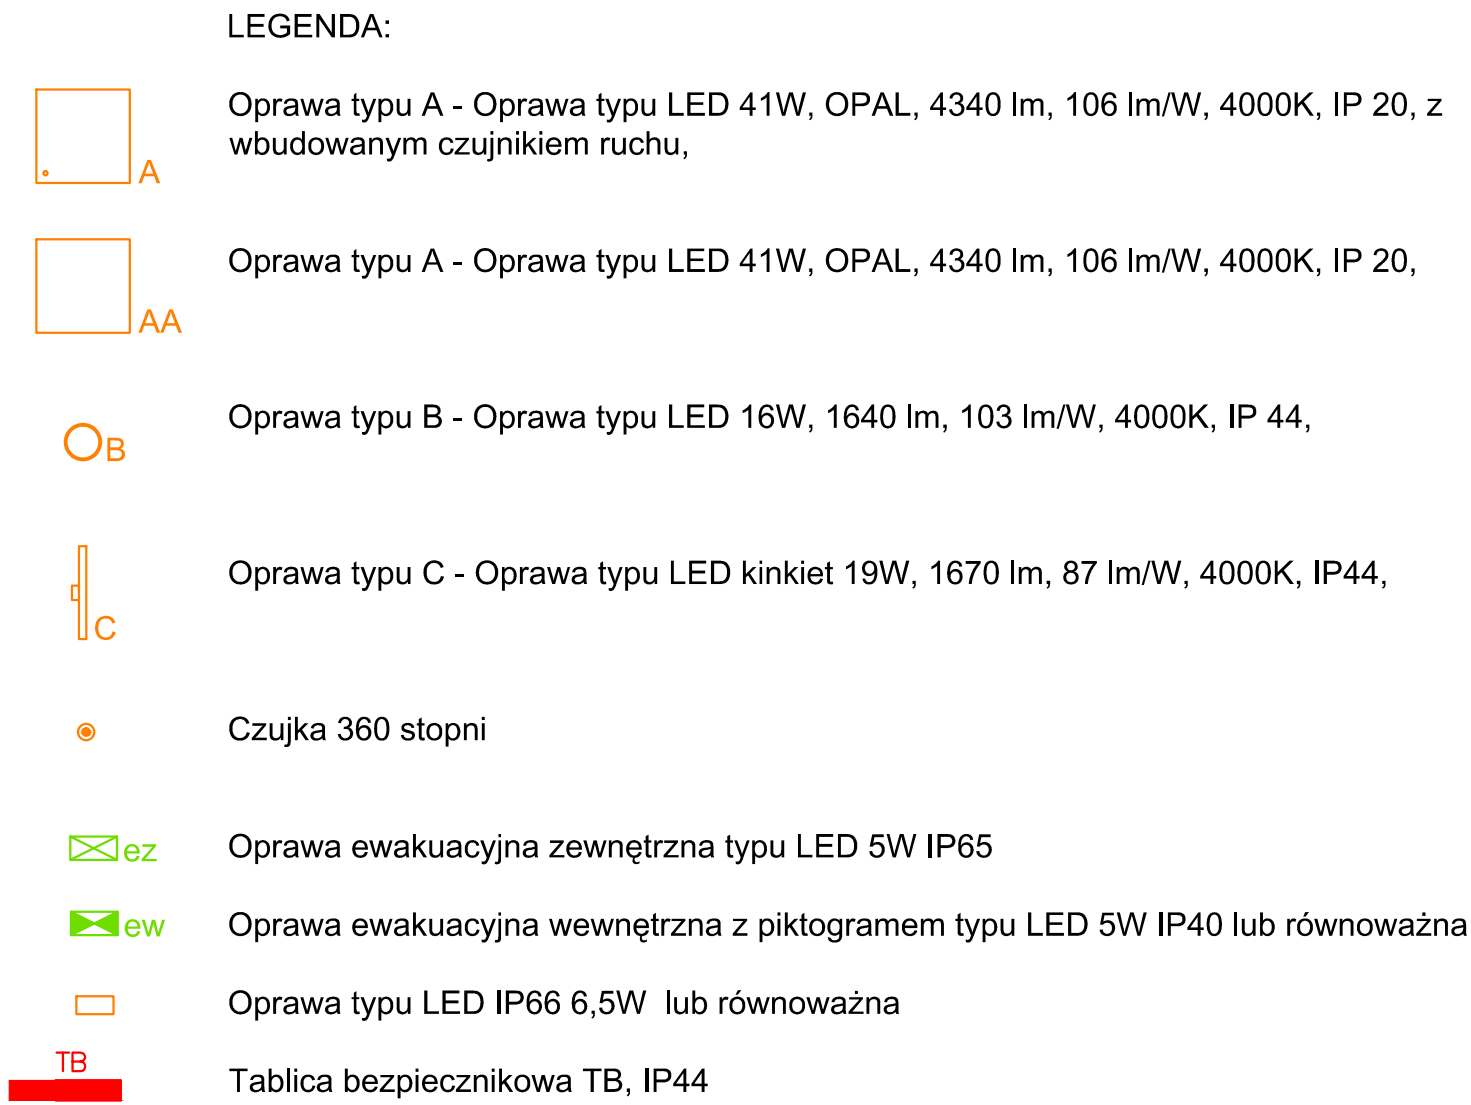 LEGENDA:
Oprawa typu A - Oprawa typu LED 41W, OPAL, 4340 lm, 106 lm/W, 4000K, IP 20, z
wbudowanym czujnikiem ruchu,
A
Oprawa typu A - Oprawa typu LED 41W, OPAL, 4340 lm, 106 lm/W, 4000K, IP 20,
AA
Oprawa typu B - Oprawa typu LED 16W, 1640 lm, 103 lm/W, 4000K, IP 44,
B
Oprawa typu C - Oprawa typu LED kinkiet 19W, 1670 lm, 87 lm/W, 4000K, IP44,
C
Czujka 360 stopni
ez Oprawa ewakuacyjna zewnętrzna typu LED 5W IP65
ew Oprawa ewakuacyjna wewnętrzna z piktogramem typu LED 5W IP40 lub równoważna
Oprawa typu LED IP66 6,5W lub równoważna
TB
Tablica bezpiecznikowa TB, IP44